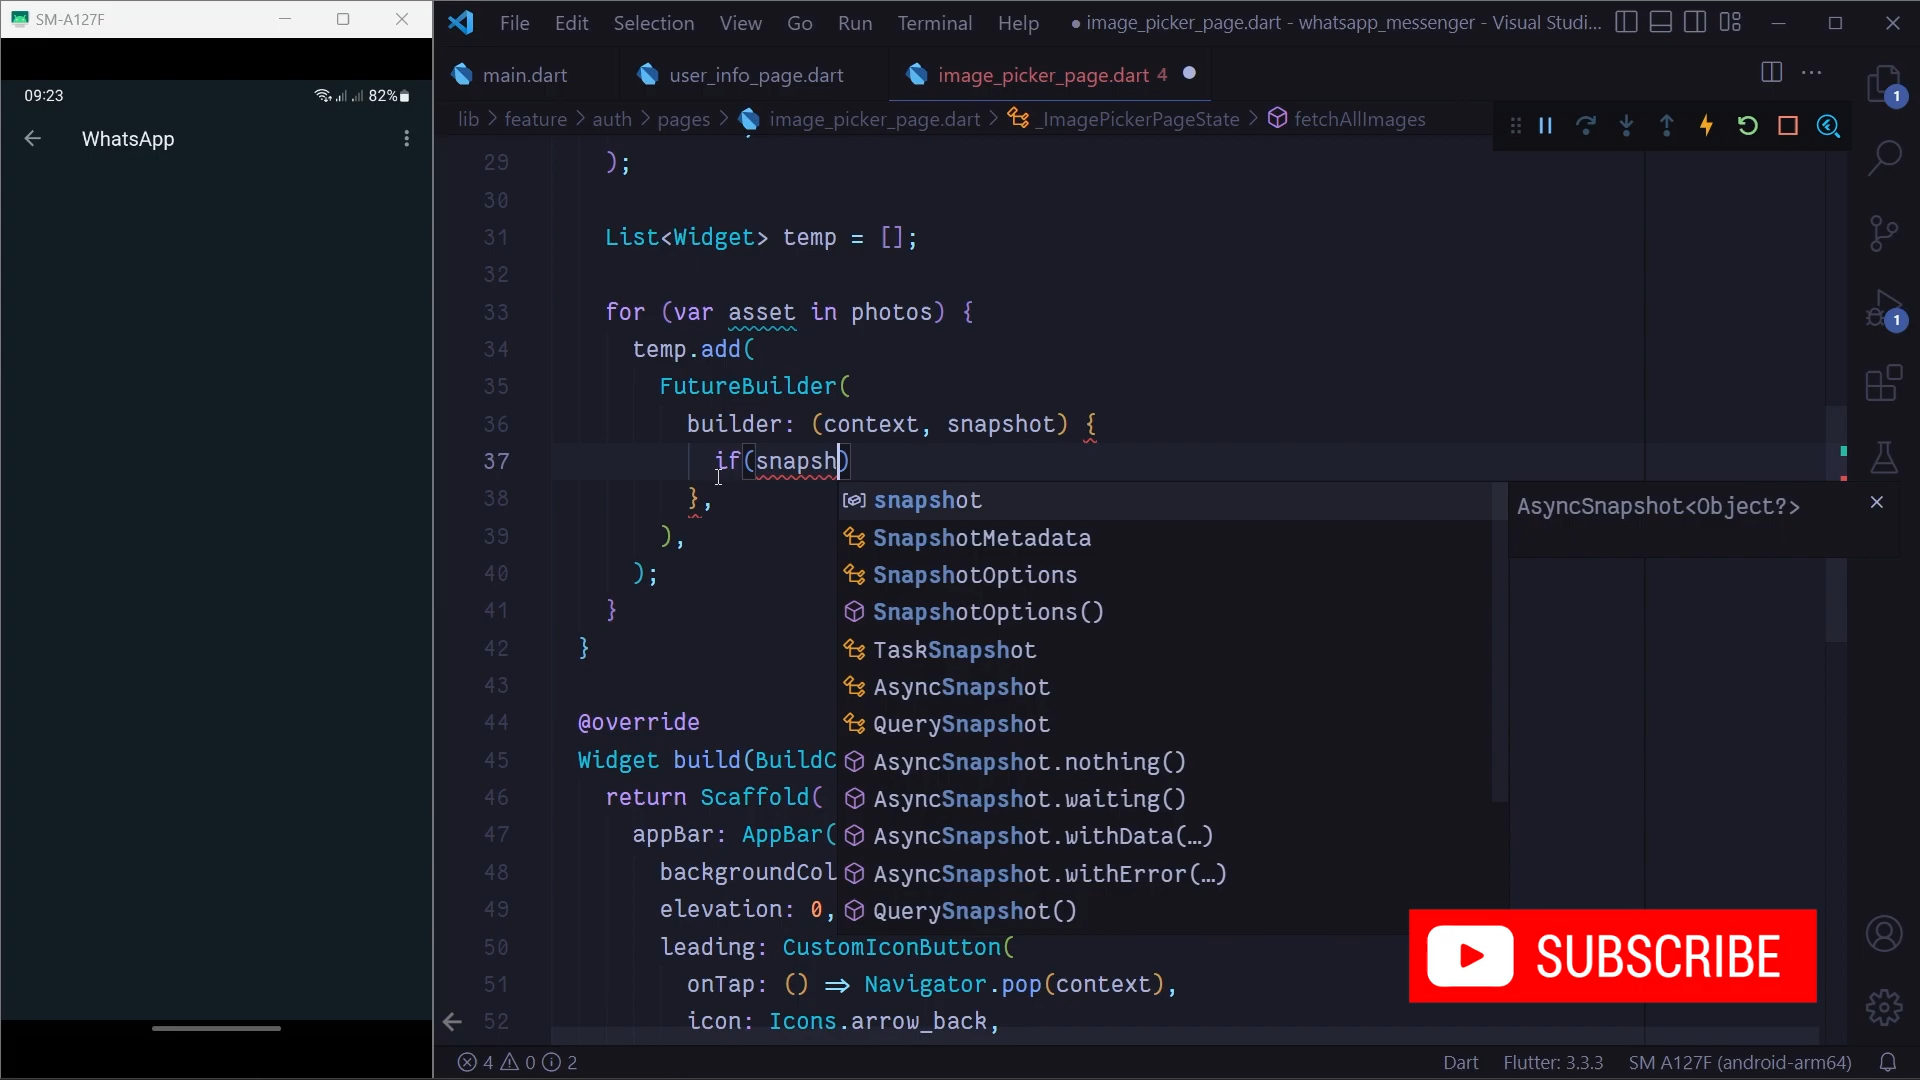 SM-A127F
09:23
82%
WhatsApp
File Edit Selection View Go Run Terminal Help
● image_picker_page.dart - whatsapp_messenger - Visual Studi...
main.dart
user_info_page.dart
image_picker_page.dart 4
lib > feature > auth > pages > image_picker_page.dart > _ImagePickerPageState > fetchAllImages
29 );
30
31 List<Widget> temp = [];
32
33 for (var asset in photos) {
34 temp.add(
35 FutureBuilder(
36 builder: (context, snapshot) {
37 if(snapsh)
38 },
39 ),
40 );
41 }
42 }
43
44 @override
45 Widget build(BuildC
46 return Scaffold(
47 appBar: AppBar(
48 backgroundCol
49 elevation: 0,
50 leading: CustomIconButton(
51 onTap: () => Navigator.pop(context),
52 icon: Icons.arrow_back,
snapshot
SnapshotMetadata
SnapshotOptions
SnapshotOptions()
TaskSnapshot
AsyncSnapshot
QuerySnapshot
AsyncSnapshot.nothing()
AsyncSnapshot.waiting()
AsyncSnapshot.withData(…)
AsyncSnapshot.withError(…)
QuerySnapshot()
AsyncSnapshot<Object?>
1
1
SUBSCRIBE
4 0 2
Dart Flutter: 3.3.3 SM A127F (android-arm64)